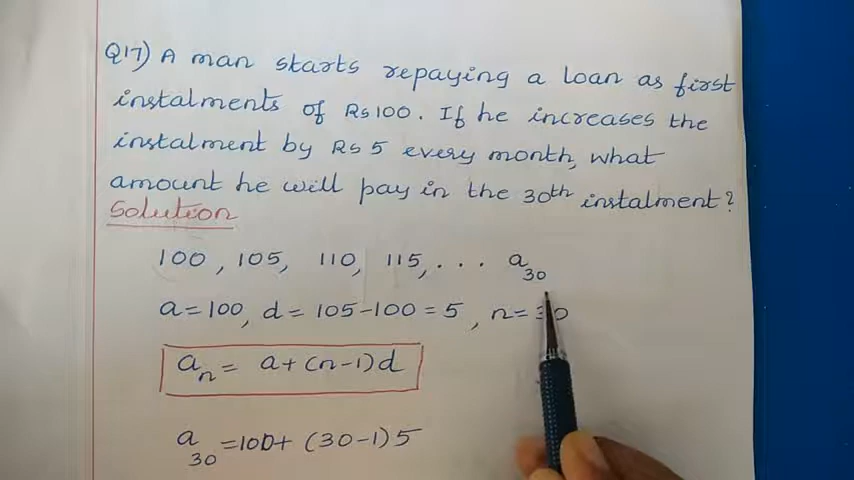 Q17) A man starts repaying a loan as first
instalments of Rs 100. If he increases the
instalment by Rs 5 every month, what
amount he will pay in the 30th instalment?
Solution
100, 105, 110, 115, ... a₃₀
a=100, d = 105-100 = 5, n = 30
aₙ = a+(n-1)d
a₃₀ = 100+ (30-1)5